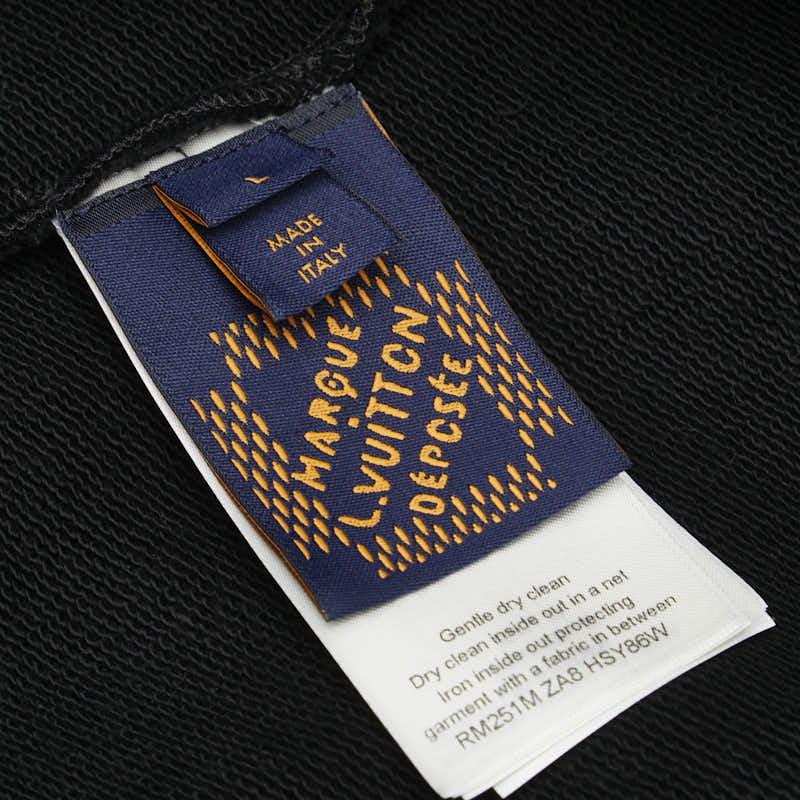 MADE
IN
ITALY
MARQUE
L.VUITTON
DÉPOSÉE
Gentle dry clean
Dry clean inside out in a net
Iron inside out protecting
garment with a fabric in between
RM251M ZA8 HSY86W